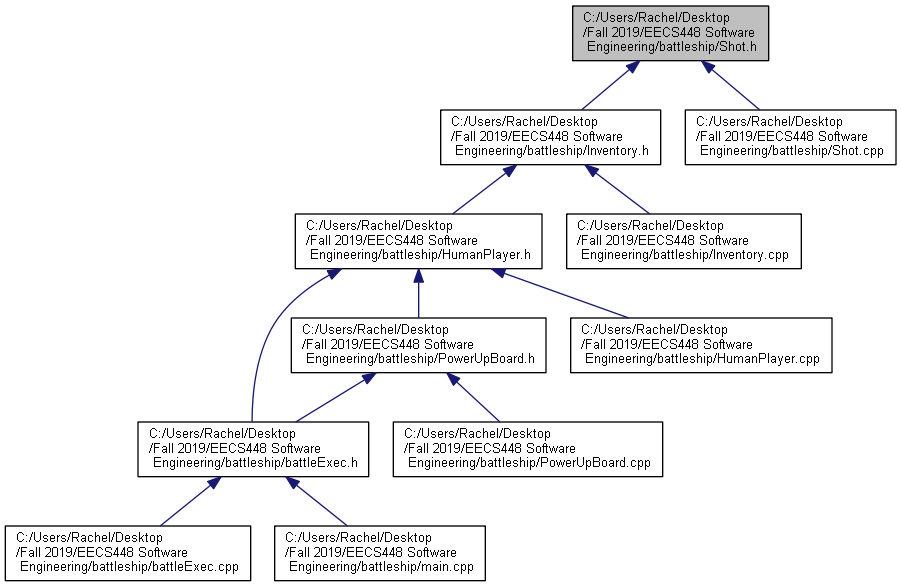 C:/Users/Rachel/Desktop
/Fall 2019/EECS448 Software
Engineering/battleship/Shot.h
C:/Users/Rachel/Desktop
/Fall 2019/EECS448 Software
Engineering/battleship/Inventory.h
C:/Users/Rachel/Desktop
/Fall 2019/EECS448 Software
Engineering/battleship/Shot.cpp
C:/Users/Rachel/Desktop
/Fall 2019/EECS448 Software
Engineering/battleship/HumanPlayer.h
C:/Users/Rachel/Desktop
/Fall 2019/EECS448 Software
Engineering/battleship/Inventory.cpp
C:/Users/Rachel/Desktop
/Fall 2019/EECS448 Software
Engineering/battleship/PowerUpBoard.h
C:/Users/Rachel/Desktop
/Fall 2019/EECS448 Software
Engineering/battleship/HumanPlayer.cpp
C:/Users/Rachel/Desktop
/Fall 2019/EECS448 Software
Engineering/battleship/battleExec.h
C:/Users/Rachel/Desktop
/Fall 2019/EECS448 Software
Engineering/battleship/PowerUpBoard.cpp
C:/Users/Rachel/Desktop
/Fall 2019/EECS448 Software
Engineering/battleship/battleExec.cpp
C:/Users/Rachel/Desktop
/Fall 2019/EECS448 Software
Engineering/battleship/main.cpp